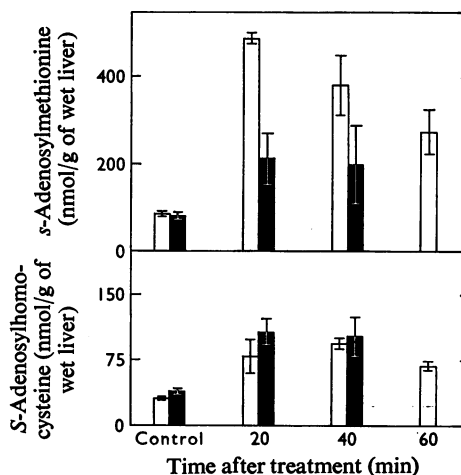 s-Adenosylmethionine
(nmol/g of wet liver)
400
200
0
S-Adenosylhomo-
cysteine (nmol/g of
wet liver)
150
75
0
Control 20 40 60
Time after treatment (min)